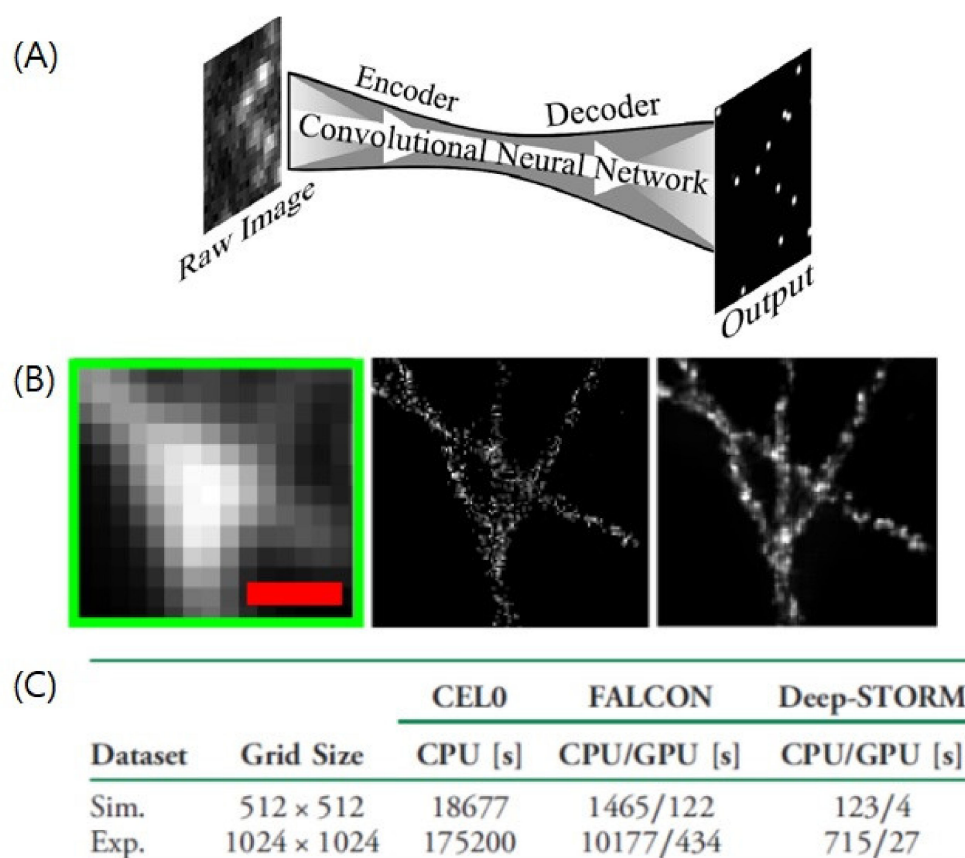 (A)
Encoder
Decoder
Convolutional Neural Network
Raw Image
Output
(B)
(C)
CEL0 FALCON Deep-STORM
Dataset Grid Size CPU [s] CPU/GPU [s] CPU/GPU [s]
Sim. 512 × 512 18677 1465/122 123/4
Exp. 1024 × 1024 175200 10177/434 715/27